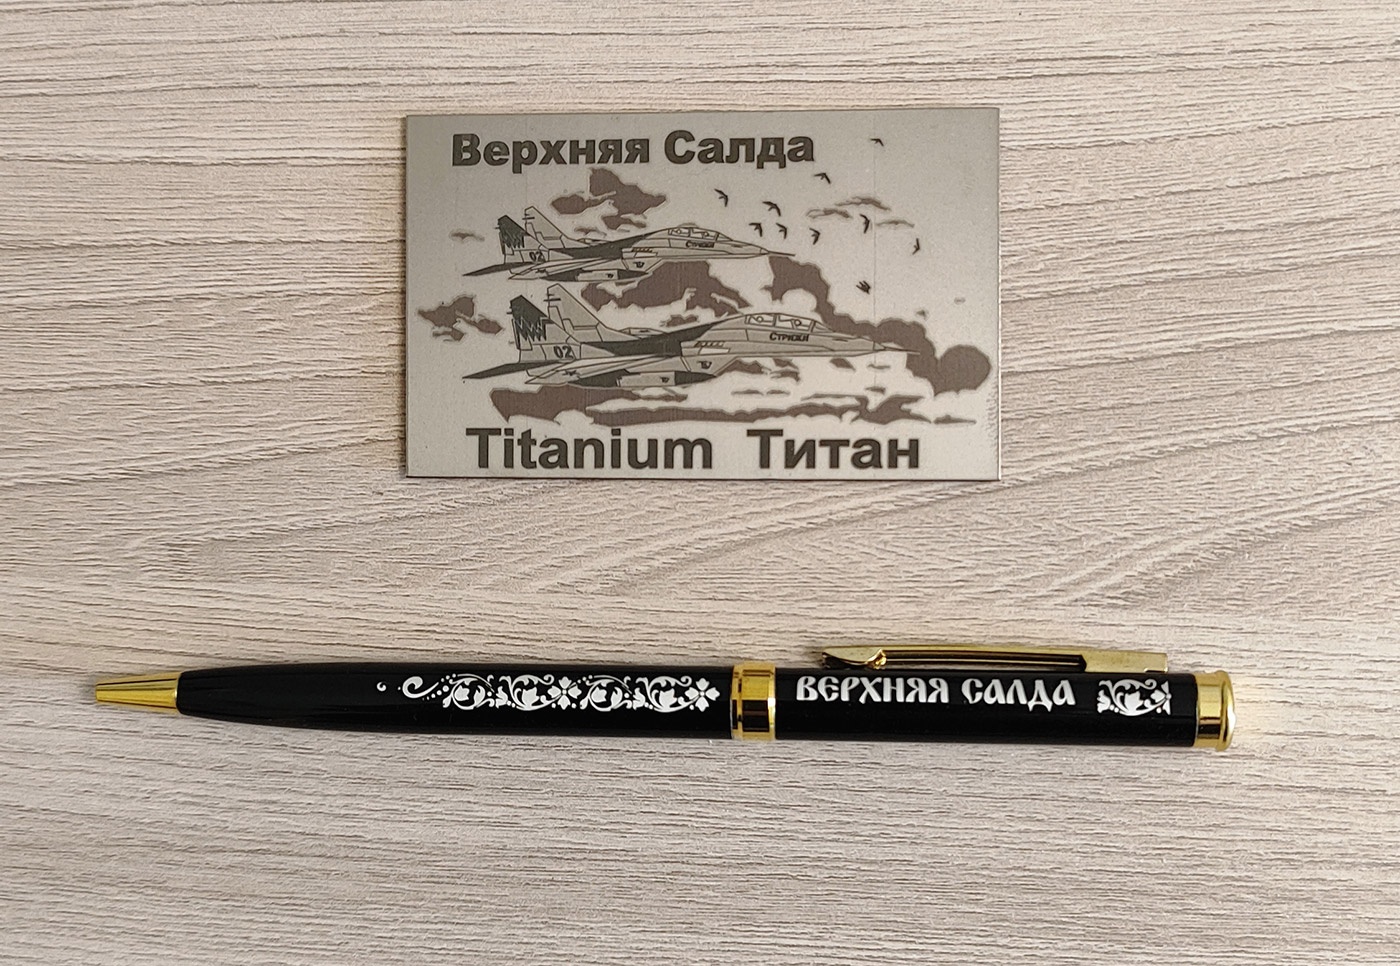 Верхняя Салда
02
Стрижи
02
Стрижи
Titanium Титан
ВЕРХНЯЯ САЛДА